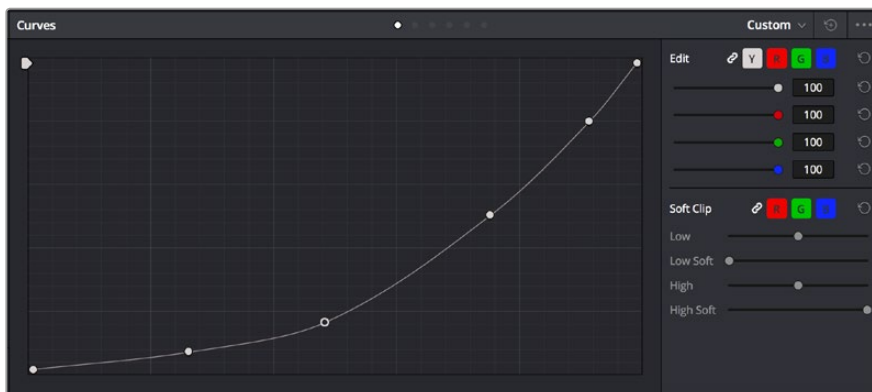 Curves
Custom
Edit
Y R G B
100
100
100
100
Soft Clip
R G B
Low
Low Soft
High
High Soft